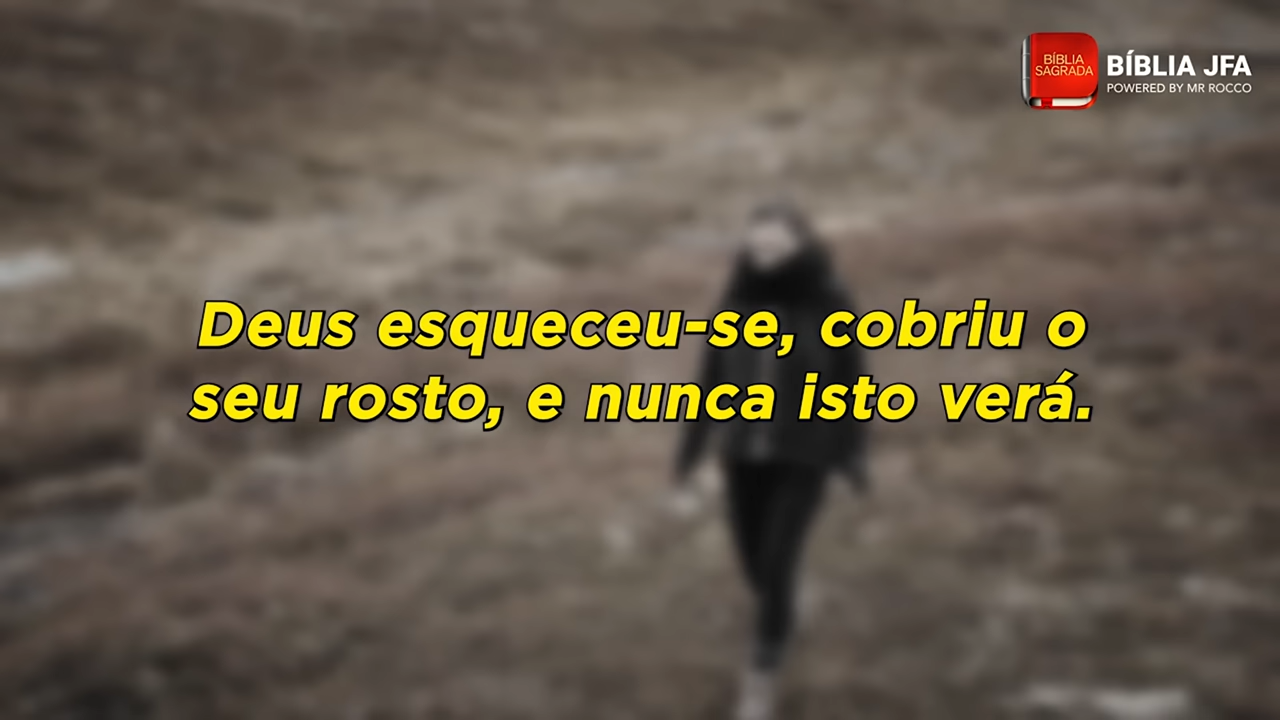 BÍBLIA
SAGRADA
BÍBLIA JFA
POWERED BY MR ROCCO
Deus esqueceu-se, cobriu o
seu rosto, e nunca isto verá.